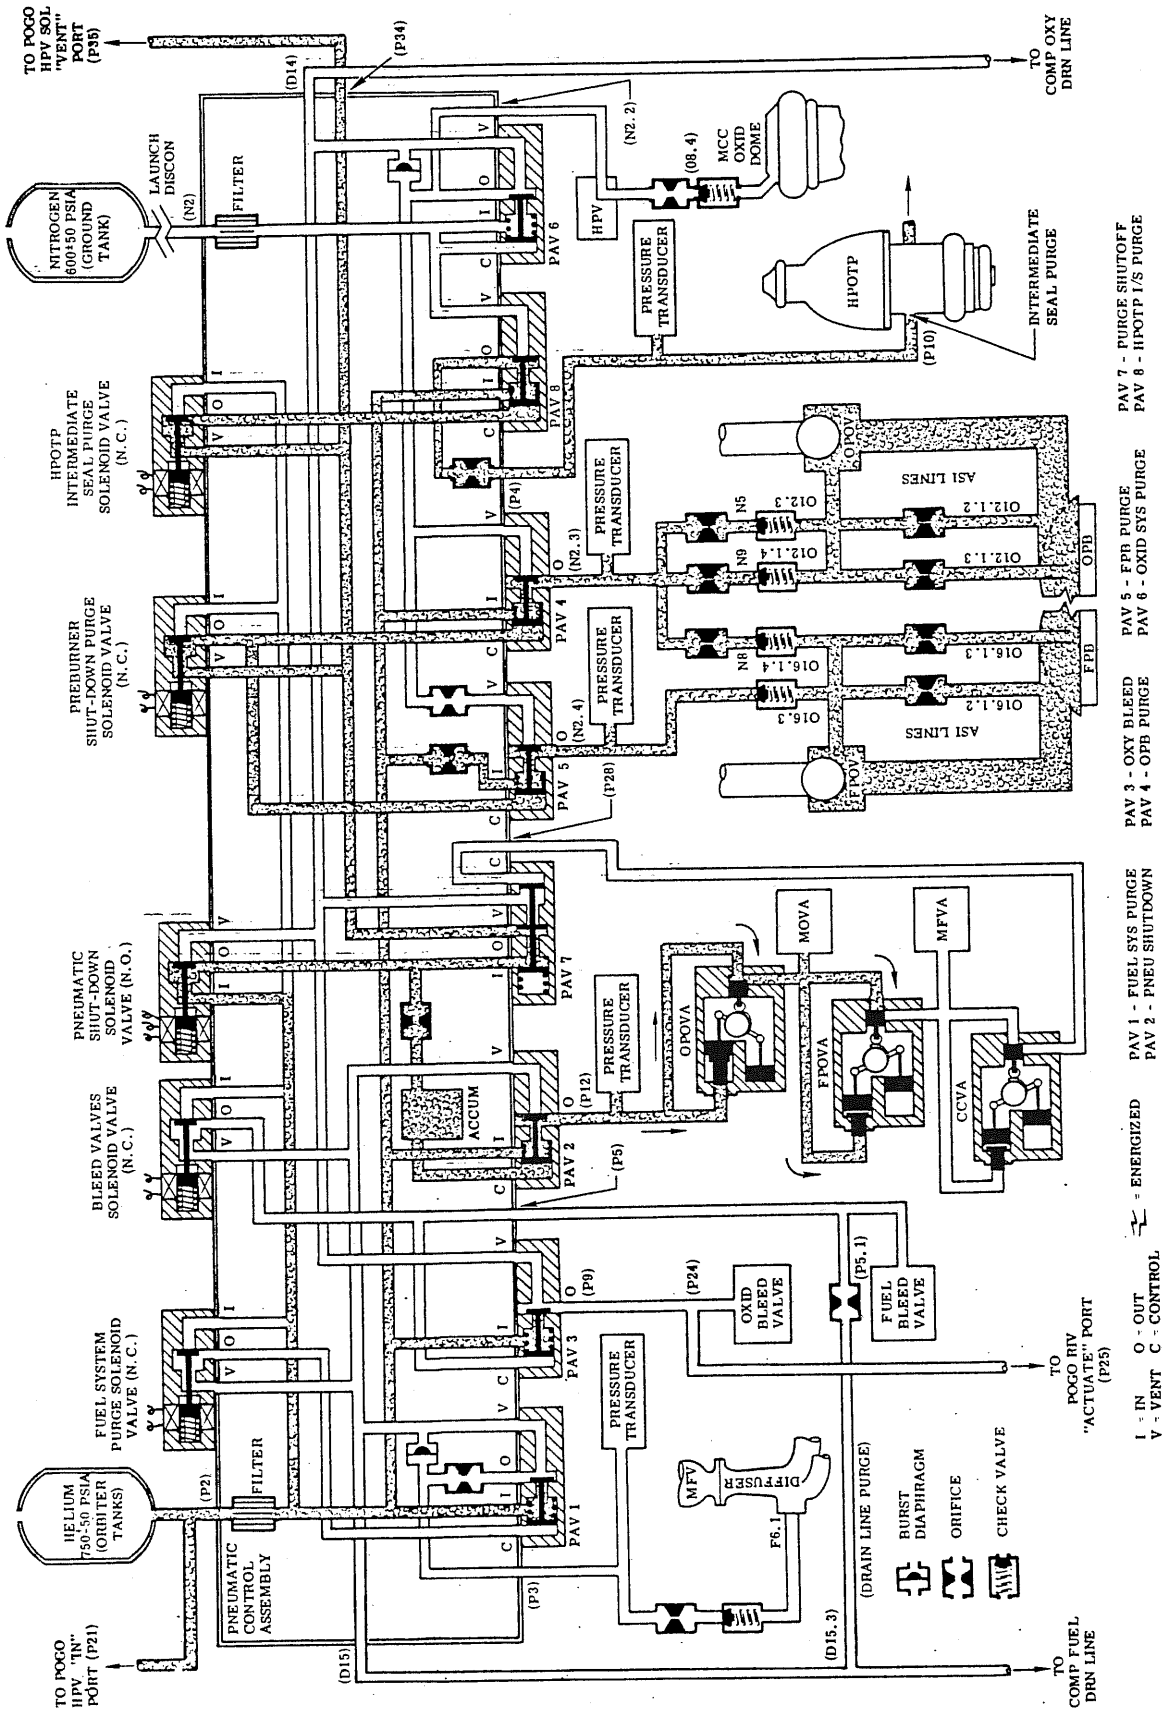 TO POGO
HPV "IN"
PORT (P21)
HELIUM
750-50 PSIA
(ORBITER
TANKS)
FUEL SYSTEM
PURGE SOLENOID
VALVE (N.C.)
BLEED VALVES
SOLENOID VALVE
(N.C.)
PNEUMATIC
SHUT-DOWN
SOLENOID
VALVE (N.O.)
PREBURNER
SHUT-DOWN PURGE
SOLENOID VALVE
(N.C.)
HPOTP
INTERMEDIATE
SEAL PURGE
SOLENOID VALVE
(N.C.)
NITROGEN
600±50 PSIA
(GROUND
TANK)
LAUNCH
DISCON
(N2)
TO POGO
HPV SOL
"VENT"
PORT
(P35)
(P2)
FILTER
V O I
V O I
I O V
V O I
V O I
FILTER
PNEUMATIC
CONTROL
ASSEMBLY
(D14)
(P34)
(D15)
ACCUM
(P4)
C I O V
C I O V
C I O V
I O V C
C I O V
C I O V
C I O V
C I O V
(P3)
PAV 1
PAV 3
(P9)
(P5)
PAV 2
(P12)
PAV 7
(P28)
PAV 5
(N2.4)
PAV 4
(N2.3)
PAV 8
PAV 6
(N2.2)
PRESSURE
TRANSDUCER
PRESSURE
TRANSDUCER
PRESSURE
TRANSDUCER
PRESSURE
TRANSDUCER
PRESSURE
TRANSDUCER
HPV
(08.4)
MCC
OXID
DOME
MFV
DIFFUSER
F6.1
(P24)
OXID
BLEED
VALVE
(P5.1)
FUEL
BLEED
VALVE
OPOVA
MOVA
FPOVA
MFVA
CCVA
N8
N9
N5
O16.3
O16.1.4
O12.1.4
O12.3
FPOV
OPOV
ASI LINES
ASI LINES
O16.1.2
O16.1.3
O12.1.3
O12.1.2
FPB
OPB
HPOTP
(P10)
INTERMEDIATE
SEAL PURGE
(D15.3)
(DRAIN LINE PURGE)
BURST
DIAPHRAGM
ORIFICE
CHECK VALVE
TO
COMP FUEL
DRN LINE
TO
POGO RIV
"ACTUATE" PORT
(P25)
TO
COMP OXY
DRN LINE
I = IN O = OUT
V = VENT C = CONTROL
= ENERGIZED
PAV 1 - FUEL SYS PURGE
PAV 2 - PNEU SHUTDOWN
PAV 3 - OXY BLEED
PAV 4 - OPB PURGE
PAV 5 - FPB PURGE
PAV 6 - OXID SYS PURGE
PAV 7 - PURGE SHUTOFF
PAV 8 - HPOTP I/S PURGE